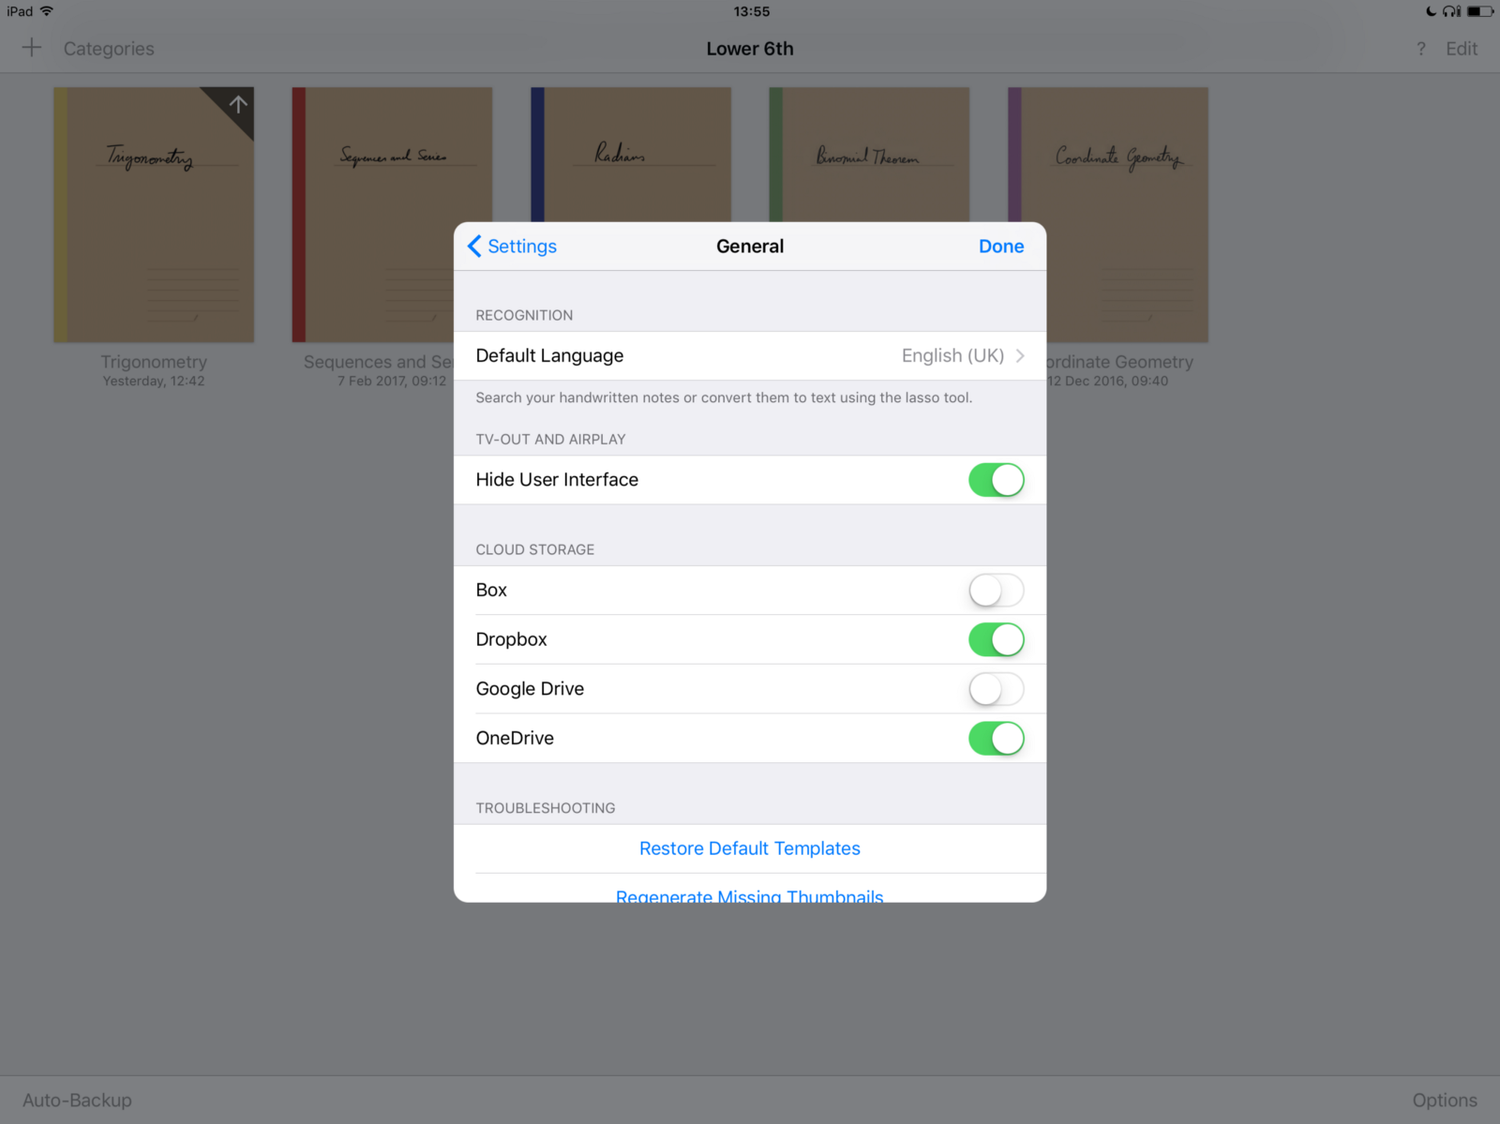 iPad 13:55
Categories Lower 6th ? Edit
Trigonometry Sequences and Series Radians Binomial Theorem Coordinate Geometry
Trigonometry Sequences and Se ordinate Geometry
Yesterday, 12:42 7 Feb 2017, 09:12 12 Dec 2016, 09:40
Settings General Done
RECOGNITION
Default Language English (UK)
Search your handwritten notes or convert them to text using the lasso tool.
TV-OUT AND AIRPLAY
Hide User Interface
CLOUD STORAGE
Box
Dropbox
Google Drive
OneDrive
TROUBLESHOOTING
Restore Default Templates
Regenerate Missing Thumbnails
Auto-Backup Options